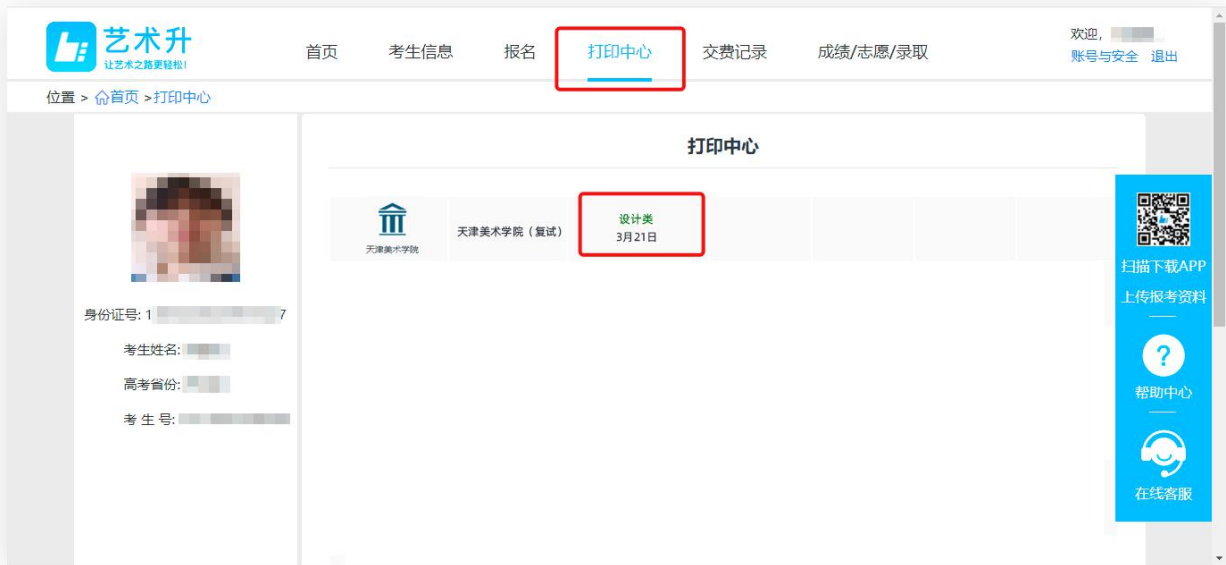 艺术升
让艺术之路更轻松!
首页 考生信息 报名 打印中心 交费记录 成绩/志愿/录取
欢迎,
账号与安全 退出
位置 > 首页 >打印中心
打印中心
天津美术学院
天津美术学院（复试）
设计类
3月21日
身份证号: 1 7
考生姓名:
高考省份:
考 生 号:
扫描下载APP
上传报考资料
?
帮助中心
在线客服